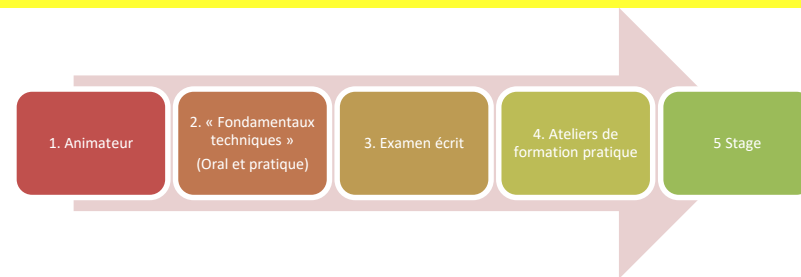 1. Animateur
2. « Fondamentaux
techniques »
(Oral et pratique)
3. Examen écrit
4. Ateliers de
formation pratique
5 Stage